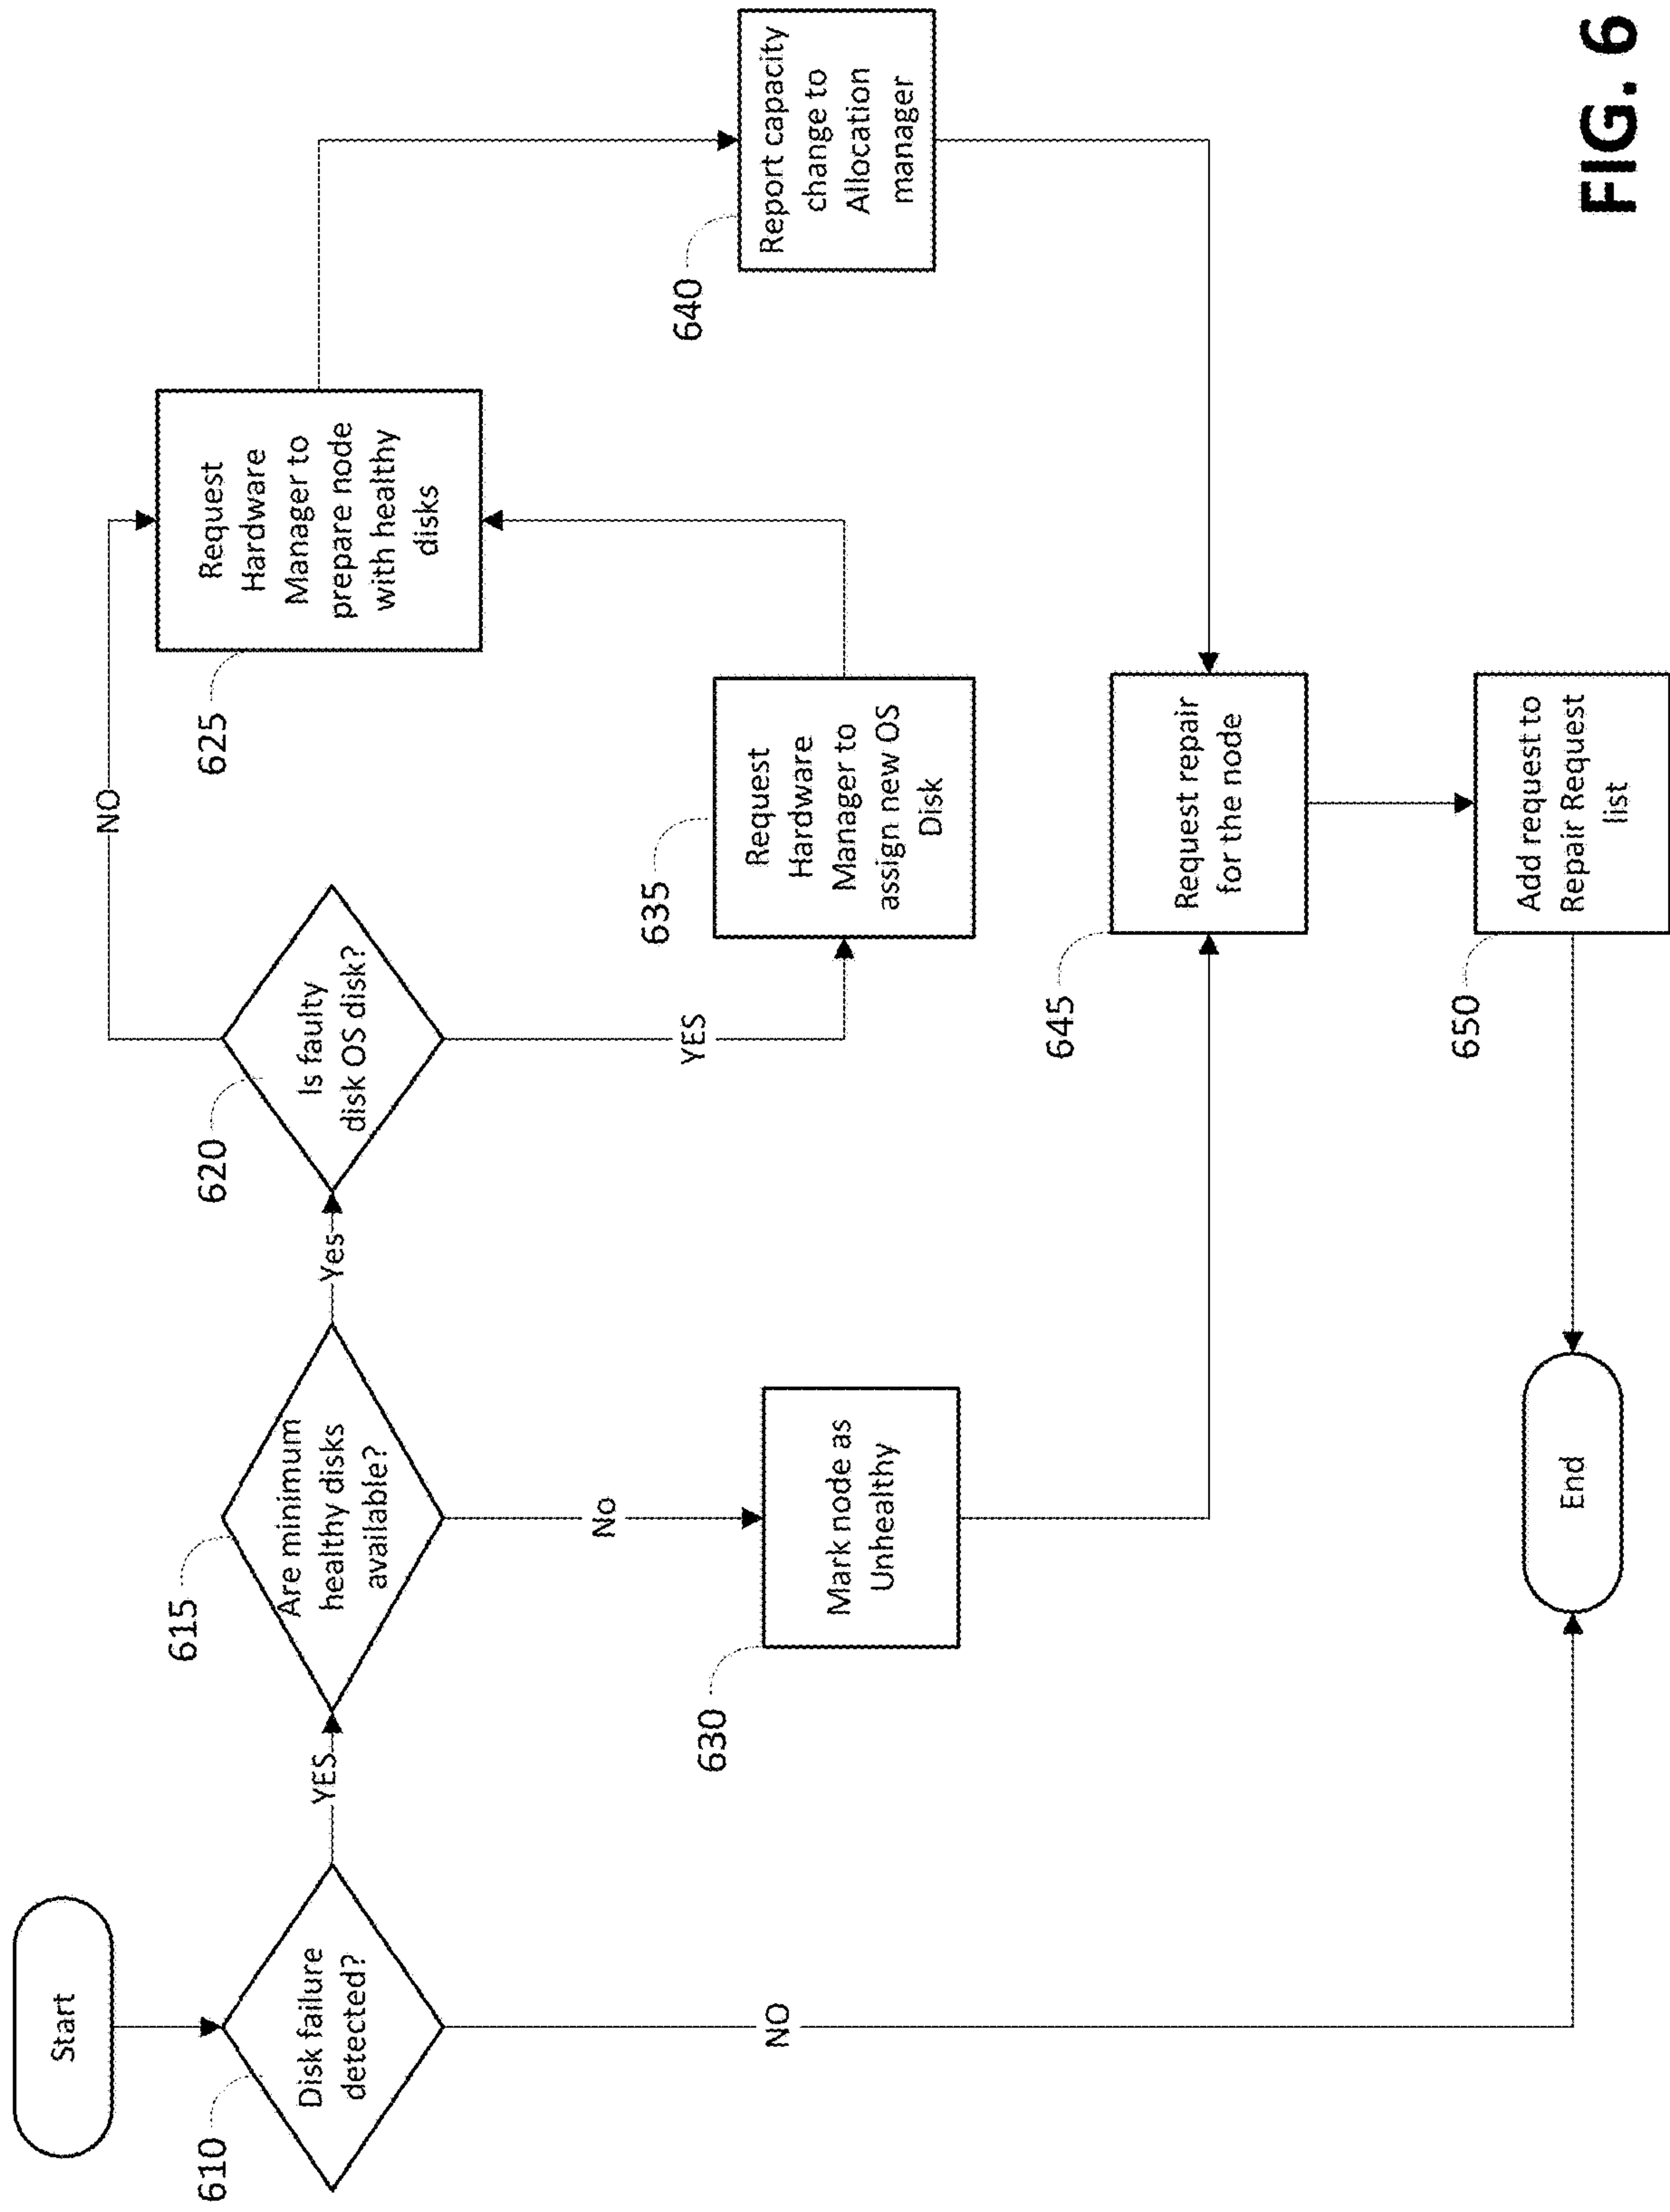 Start
610
Disk failure
detected?
YES
NO
615
Are minimum
healthy disks
available?
Yes
No
620
Is faulty
disk OS disk?
NO
YES
625
Request
Hardware
Manager to
prepare node
with healthy
disks
630
Mark node as
Unhealthy
635
Request
Hardware
Manager to
assign new OS
Disk
640
Report capacity
change to
Allocation
manager
645
Request repair
for the node
650
Add request to
Repair Request
list
End
FIG. 6